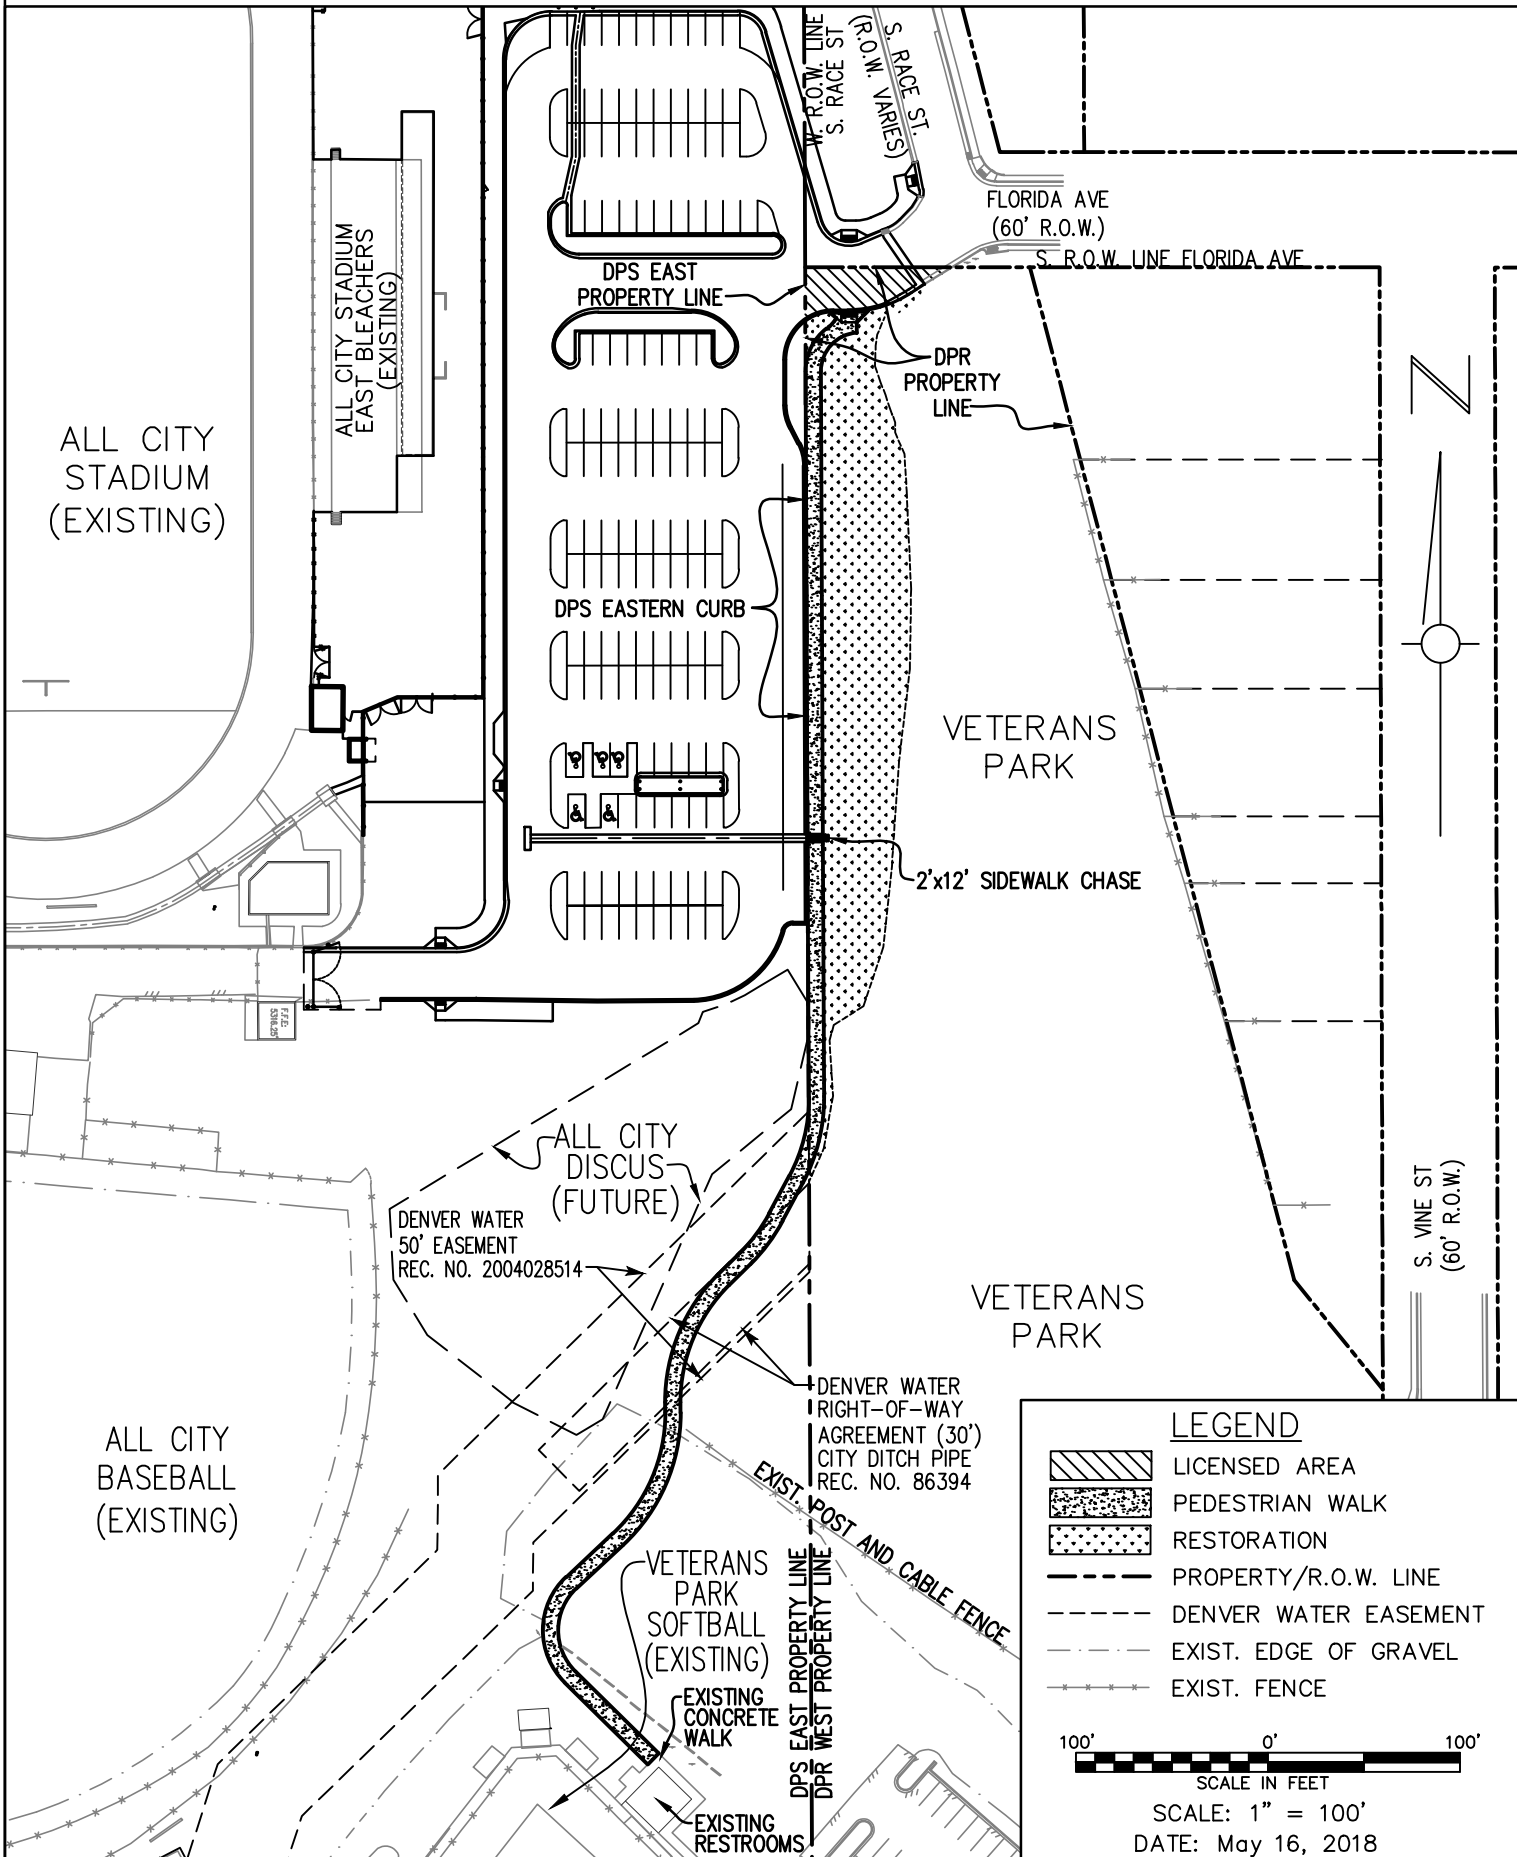 W. R.O.W. LINE
S. RACE ST
S. RACE ST.
(R.O.W. VARIES)
FLORIDA AVE
(60' R.O.W.)
S. R.O.W. LINE FLORIDA AVE
DPS EAST
PROPERTY LINE
ALL CITY STADIUM
EAST BLEACHERS
(EXISTING)
DPR
PROPERTY
LINE
ALL CITY
STADIUM
(EXISTING)
DPS EASTERN CURB
VETERANS
PARK
2'x12' SIDEWALK CHASE
F.F.E:
5316.25'
ALL CITY
DISCUS
(FUTURE)
DENVER WATER
50' EASEMENT
REC. NO. 2004028514
S. VINE ST
(60' R.O.W.)
VETERANS
PARK
DENVER WATER
RIGHT-OF-WAY
AGREEMENT (30')
CITY DITCH PIPE
REC. NO. 86394
ALL CITY
BASEBALL
(EXISTING)
EXIST. POST AND CABLE FENCE
VETERANS
PARK
SOFTBALL
(EXISTING)
EXISTING
CONCRETE
WALK
DPS EAST PROPERTY LINE
DPR WEST PROPERTY LINE
EXISTING
RESTROOMS
LEGEND
LICENSED AREA
PEDESTRIAN WALK
RESTORATION
PROPERTY/R.O.W. LINE
DENVER WATER EASEMENT
EXIST. EDGE OF GRAVEL
EXIST. FENCE
100' 0' 100'
SCALE IN FEET
SCALE: 1" = 100'
DATE: May 16, 2018